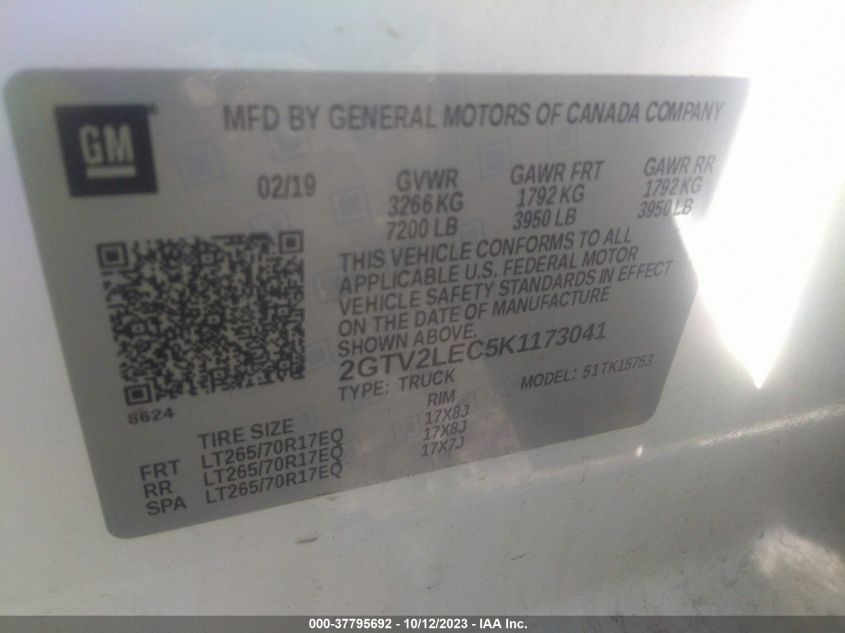 GM
MFD BY GENERAL MOTORS OF CANADA COMPANY
02/19
GVWR
3266 KG
7200 LB
GAWR FRT
1792 KG
3950 LB
GAWR RR
1792 KG
3950 LB
THIS VEHICLE CONFORMS TO ALL
APPLICABLE U.S. FEDERAL MOTOR
VEHICLE SAFETY STANDARDS IN EFFECT
ON THE DATE OF MANUFACTURE
SHOWN ABOVE.
2GTV2LEC5K1173041
TYPE: TRUCK
MODEL: 51TK15753
8624
TIRE SIZE
RIM
FRT LT265/70R17EQ 17X8J
RR LT265/70R17EQ 17X8J
SPA LT265/70R17EQ 17X7J
000-37795692 - 10/12/2023 - IAA Inc.